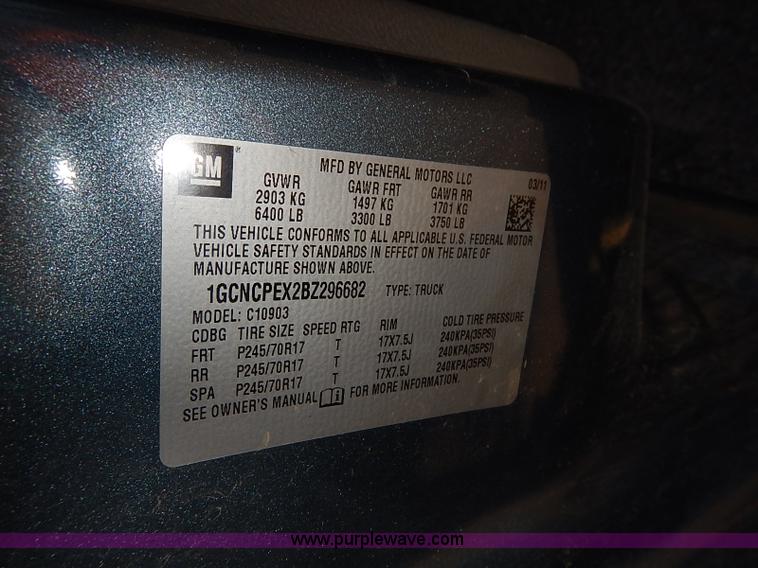 GM
MFD BY GENERAL MOTORS LLC
03/11
GVWR GAWR FRT GAWR RR
2903 KG 1497 KG 1701 KG
6400 LB 3300 LB 3750 LB
THIS VEHICLE CONFORMS TO ALL APPLICABLE U.S. FEDERAL MOTOR
VEHICLE SAFETY STANDARDS IN EFFECT ON THE DATE OF
MANUFACTURE SHOWN ABOVE.
1GCNCPEX2BZ296682 TYPE: TRUCK
MODEL: C10903
CDBG TIRE SIZE SPEED RTG RIM COLD TIRE PRESSURE
FRT P245/70R17 T 17X7.5J 240KPA(35PSI)
RR P245/70R17 T 17X7.5J 240KPA(35PSI)
SPA P245/70R17 T 17X7.5J 240KPA(35PSI)
SEE OWNER'S MANUAL FOR MORE INFORMATION.
www.purplewave.com